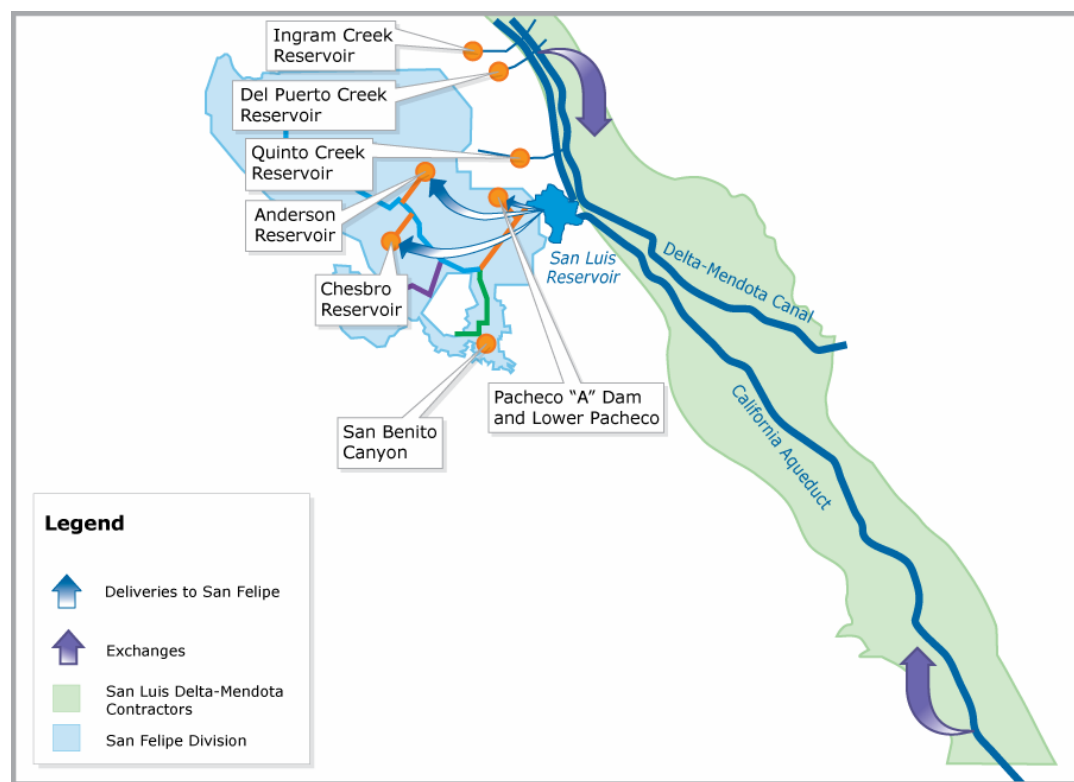 Ingram Creek
Reservoir
Del Puerto Creek
Reservoir
Quinto Creek
Reservoir
Anderson
Reservoir
Chesbro
Reservoir
San Luis
Reservoir
Delta-Mendota Canal
California Aqueduct
Pacheco “A” Dam
and Lower Pacheco
San Benito
Canyon
Legend
Deliveries to San Felipe
Exchanges
San Luis Delta-Mendota
Contractors
San Felipe Division